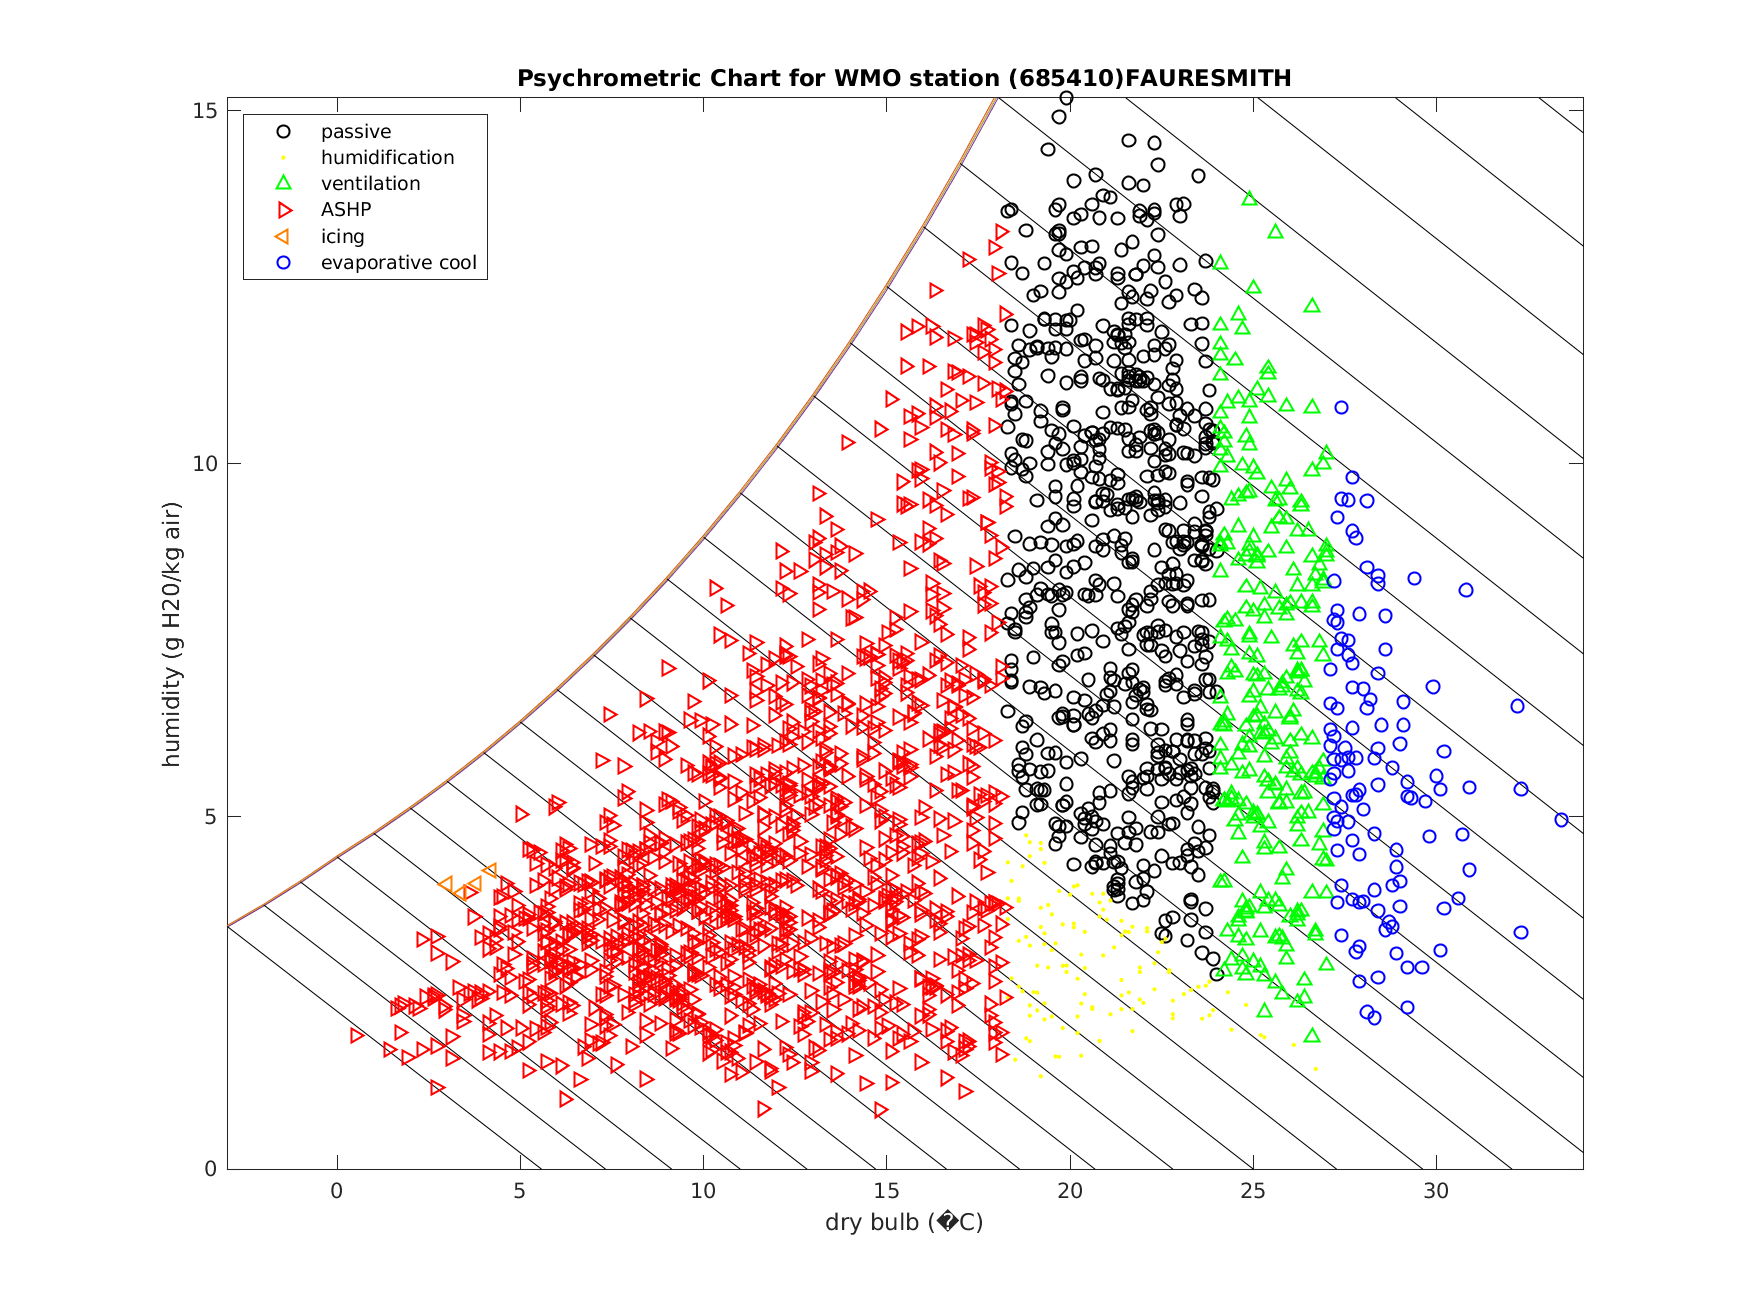 Psychrometric Chart for WMO station (685410)FAURESMITH
passive
humidification
ventilation
ASHP
icing
evaporative cool
humidity (g H20/kg air)
15
10
5
0
0 5 10 15 20 25 30
dry bulb (�C)